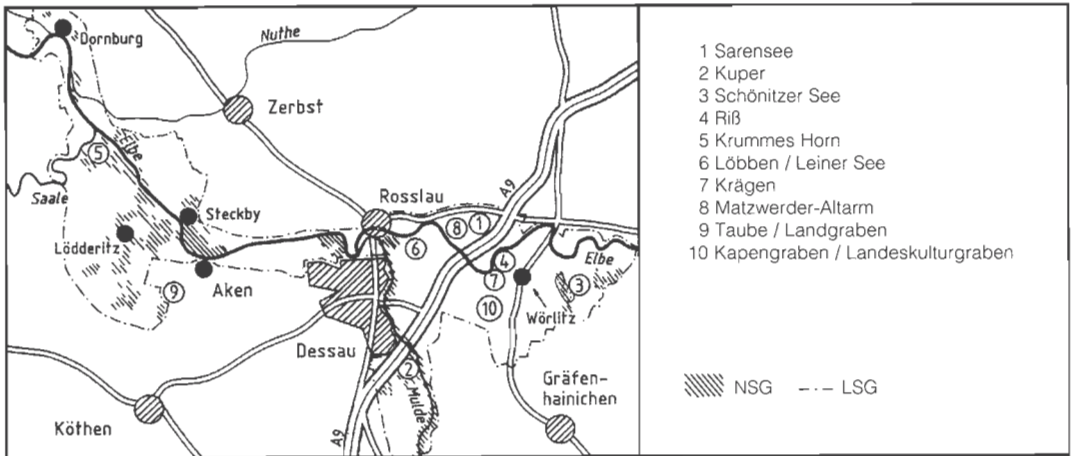 Dornburg
Nuthe
Zerbst
Elbe
5
Saale
Steckby
Lödderitz
Aken
9
Rosslau
A9
8
1
6
4
7
10
Elbe
3
Wörlitz
Dessau
2
Mulde
Gräfen-
hainichen
Köthen
A9
1 Sarensee
2 Kuper
3 Schönitzer See
4 Riß
5 Krummes Horn
6 Löbben / Leiner See
7 Krägen
8 Matzwerder-Altarm
9 Taube / Landgraben
10 Kapengraben / Landeskulturgraben
NSG
LSG